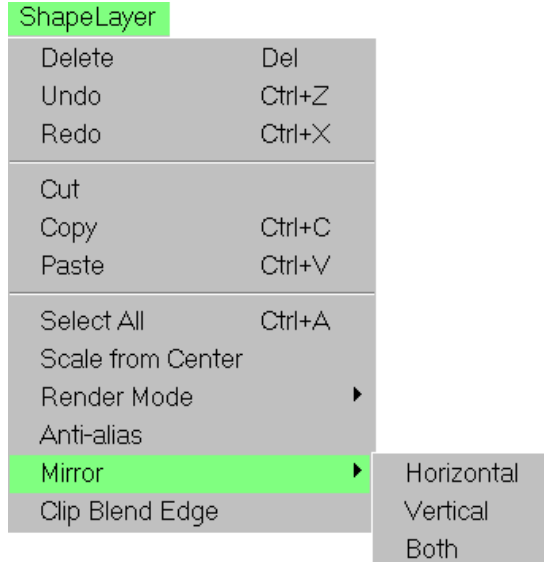 ShapeLayer
Delete Del
Undo Ctrl+Z
Redo Ctrl+X
Cut
Copy Ctrl+C
Paste Ctrl+V
Select All Ctrl+A
Scale from Center
Render Mode
Anti-alias
Mirror Horizontal
Clip Blend Edge Vertical
Both